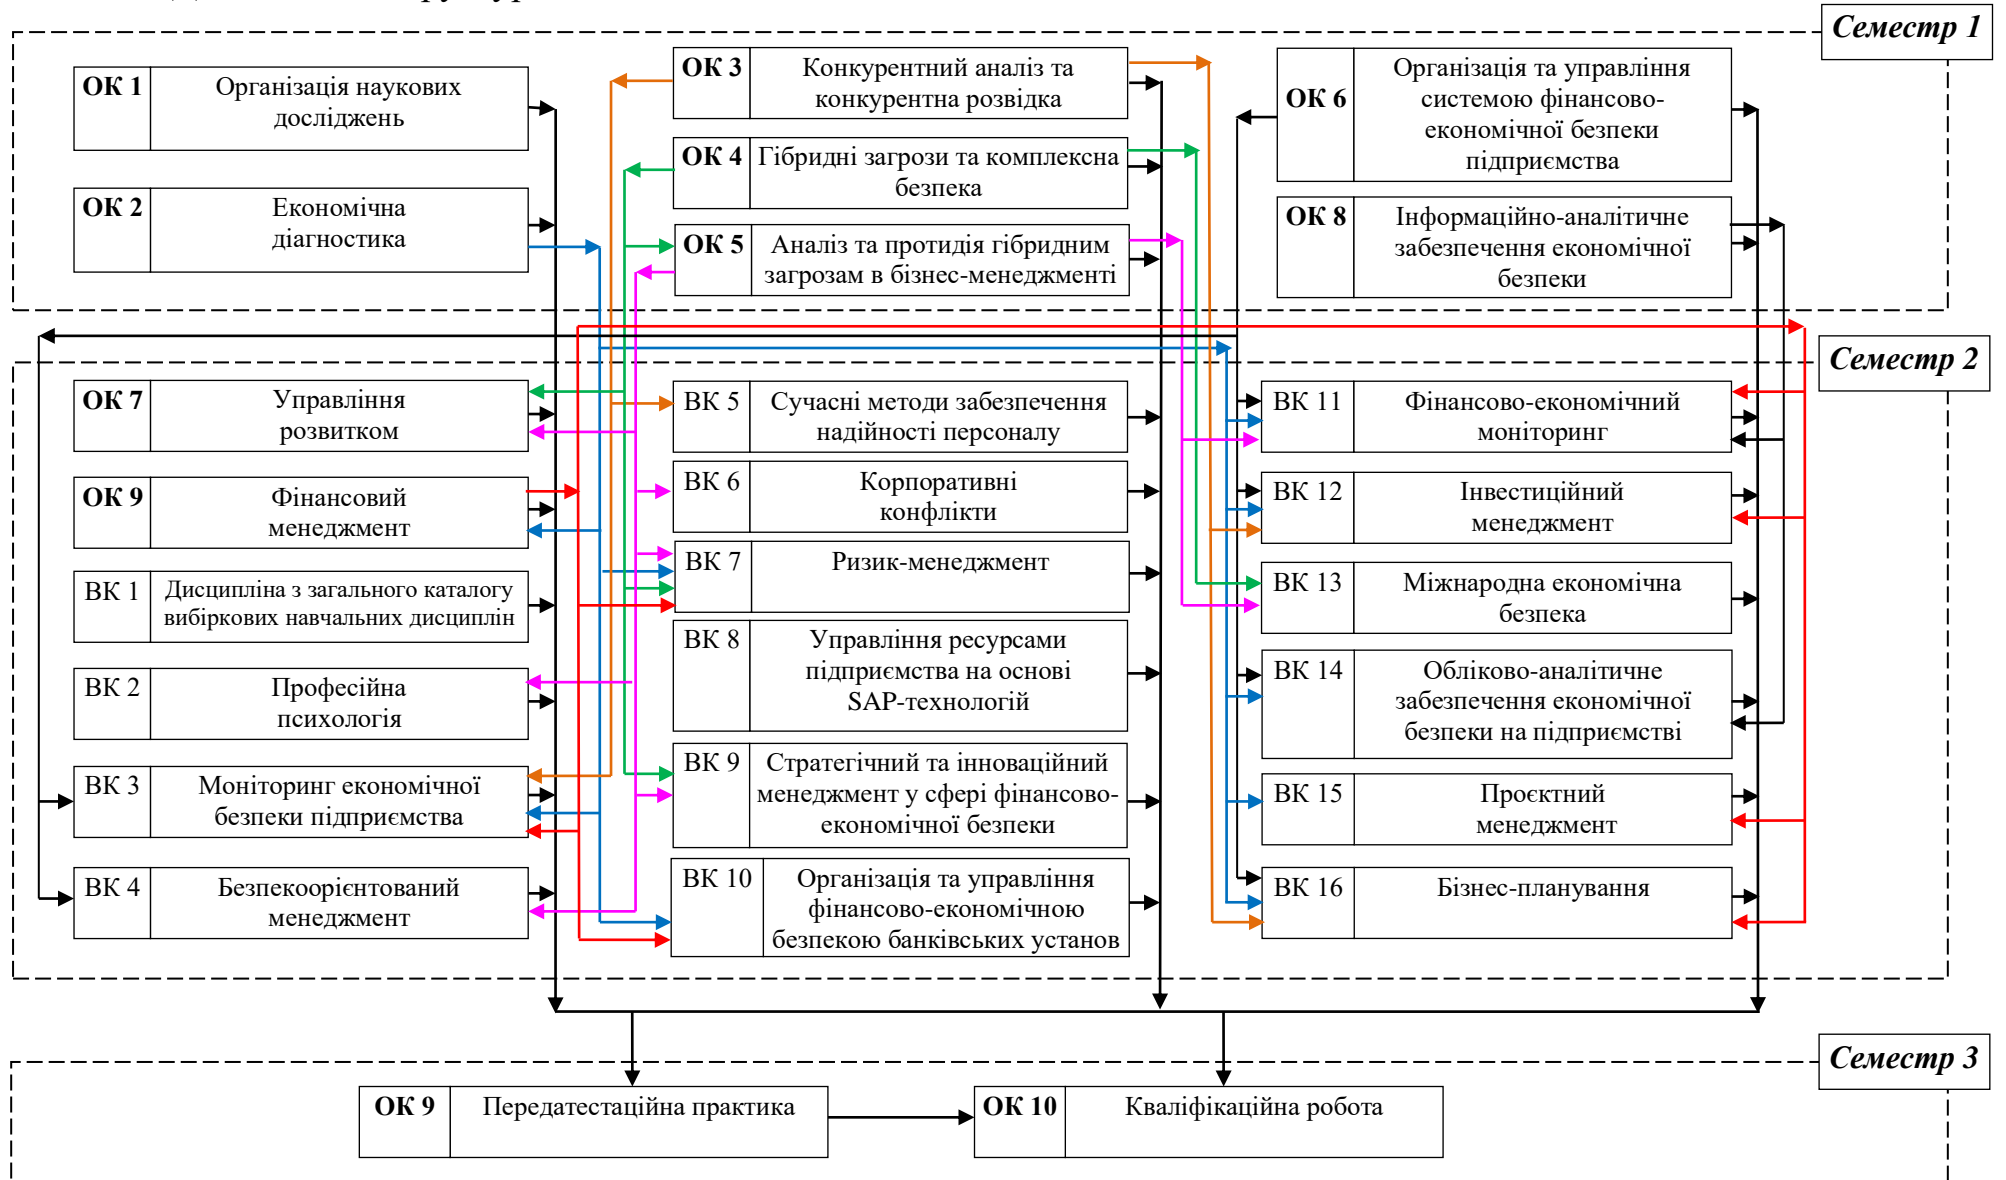 Семестр 1
ОК 1
Організація наукових
досліджень
ОК 2
Економічна
діагностика
ОК 3
Конкурентний аналіз та
конкурентна розвідка
ОК 4
Гібридні загрози та комплексна
безпека
ОК 5
Аналіз та протидія гібридним
загрозам в бізнес-менеджменті
ОК 6
Організація та управління
системою фінансово-
економічної безпеки
підприємства
ОК 8
Інформаційно-аналітичне
забезпечення економічної
безпеки
Семестр 2
ОК 7
Управління
розвитком
ОК 9
Фінансовий
менеджмент
ВК 1
Дисципліна з загального каталогу
вибіркових навчальних дисциплін
ВК 2
Професійна
психологія
ВК 3
Моніторинг економічної
безпеки підприємства
ВК 4
Безпекоорієнтований
менеджмент
ВК 5
Сучасні методи забезпечення
надійності персоналу
ВК 6
Корпоративні
конфлікти
ВК 7
Ризик-менеджмент
ВК 8
Управління ресурсами
підприємства на основі
SAP-технологій
ВК 9
Стратегічний та інноваційний
менеджмент у сфері фінансово-
економічної безпеки
ВК 10
Організація та управління
фінансово-економічною
безпекою банківських установ
ВК 11
Фінансово-економічний
моніторинг
ВК 12
Інвестиційний
менеджмент
ВК 13
Міжнародна економічна
безпека
ВК 14
Обліково-аналітичне
забезпечення економічної
безпеки на підприємстві
ВК 15
Проєктний
менеджмент
ВК 16
Бізнес-планування
Семестр 3
ОК 9
Передатестаційна практика
ОК 10
Кваліфікаційна робота